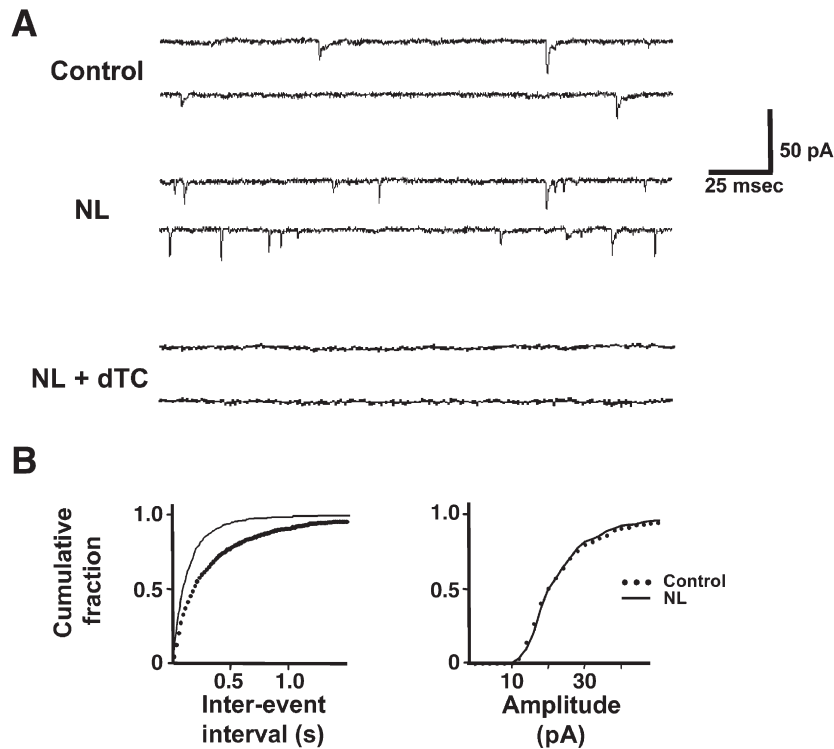 A
Control
50 pA
25 msec
NL
NL + dTC
B
Cumulative
fraction
1.0
0.5
0
0.5 1.0
Inter-event
interval (s)
1.0
0.5
0
10 30
Amplitude
(pA)
Control
NL